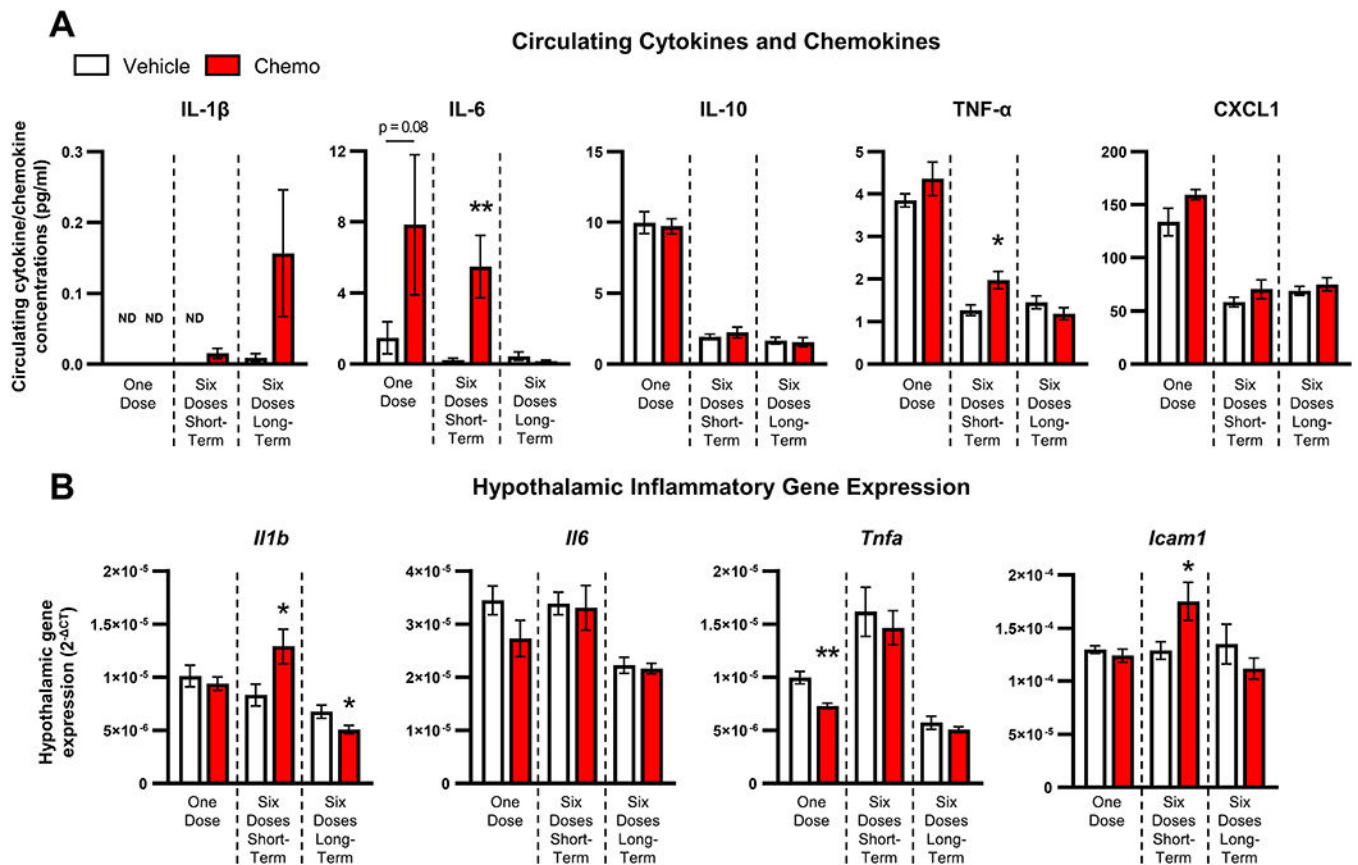 A
Circulating Cytokines and Chemokines
Vehicle Chemo
IL-1β IL-6 IL-10 TNF-α CXCL1
p = 0.08
Circulating cytokine/chemokine
concentrations (pg/ml)
0.3
0.2
0.1
0.0
ND ND ND
One
Dose
Six
Doses
Short-
Term
Six
Doses
Long-
Term
12
8
4
0
**
One
Dose
Six
Doses
Short-
Term
Six
Doses
Long-
Term
15
10
5
0
One
Dose
Six
Doses
Short-
Term
Six
Doses
Long-
Term
5
4
3
2
1
0
*
One
Dose
Six
Doses
Short-
Term
Six
Doses
Long-
Term
200
150
100
50
0
One
Dose
Six
Doses
Short-
Term
Six
Doses
Long-
Term
B
Hypothalamic Inflammatory Gene Expression
Il1b Il6 Tnfa Icam1
Hypothalamic gene
expression (2^-ΔCT)
2×10⁻⁵
1.5×10⁻⁵
1×10⁻⁵
5×10⁻⁶
0
*
*
One
Dose
Six
Doses
Short-
Term
Six
Doses
Long-
Term
4×10⁻⁵
3×10⁻⁵
2×10⁻⁵
1×10⁻⁵
0
One
Dose
Six
Doses
Short-
Term
Six
Doses
Long-
Term
2×10⁻⁵
1.5×10⁻⁵
1×10⁻⁵
5×10⁻⁶
0
**
One
Dose
Six
Doses
Short-
Term
Six
Doses
Long-
Term
2×10⁻⁴
2×10⁻⁴
1×10⁻⁴
5×10⁻⁵
0
*
One
Dose
Six
Doses
Short-
Term
Six
Doses
Long-
Term